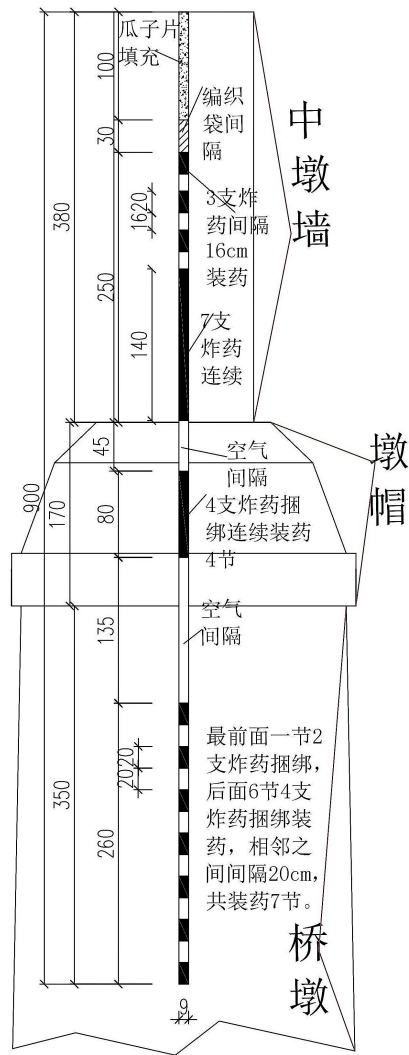 瓜子片
填充
编织
袋间
隔
3支炸
药间隔
16cm
装药
7支
炸药
连续
中墩墙
空气
间隔
4支炸药捆
绑连续装药
4节
墩帽
空气
间隔
最前面一节2
支炸药捆绑，
后面6节4支
炸药捆绑装
药，相邻之
间间隔20cm，
共装药7节。
桥墩
100
30
380
1620
250
140
45
900
170
80
135
2020
350
260
9